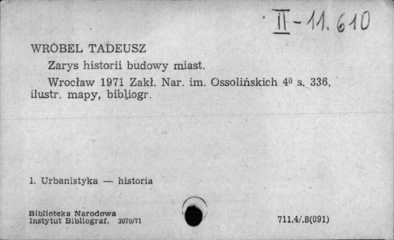 II-11.610
WRÓBEL TADEUSZ
Zarys historii budowy miast.
Wrocław 1971 Zakł. Nar. im. Ossolińskich 4⁰ s. 336,
ilustr. mapy, bibliogr.
1. Urbanistyka — historia
Biblioteka Narodowa
Instytut Bibliograf. 3070/71
711.4/.8(091)